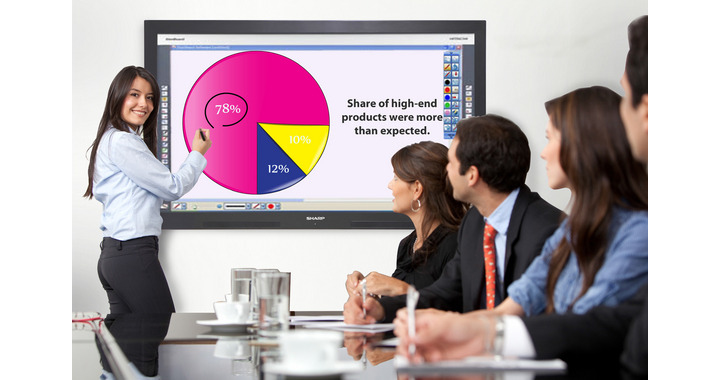 78%
10%
12%
Share of high-end
products were more
than expected.
SHARP